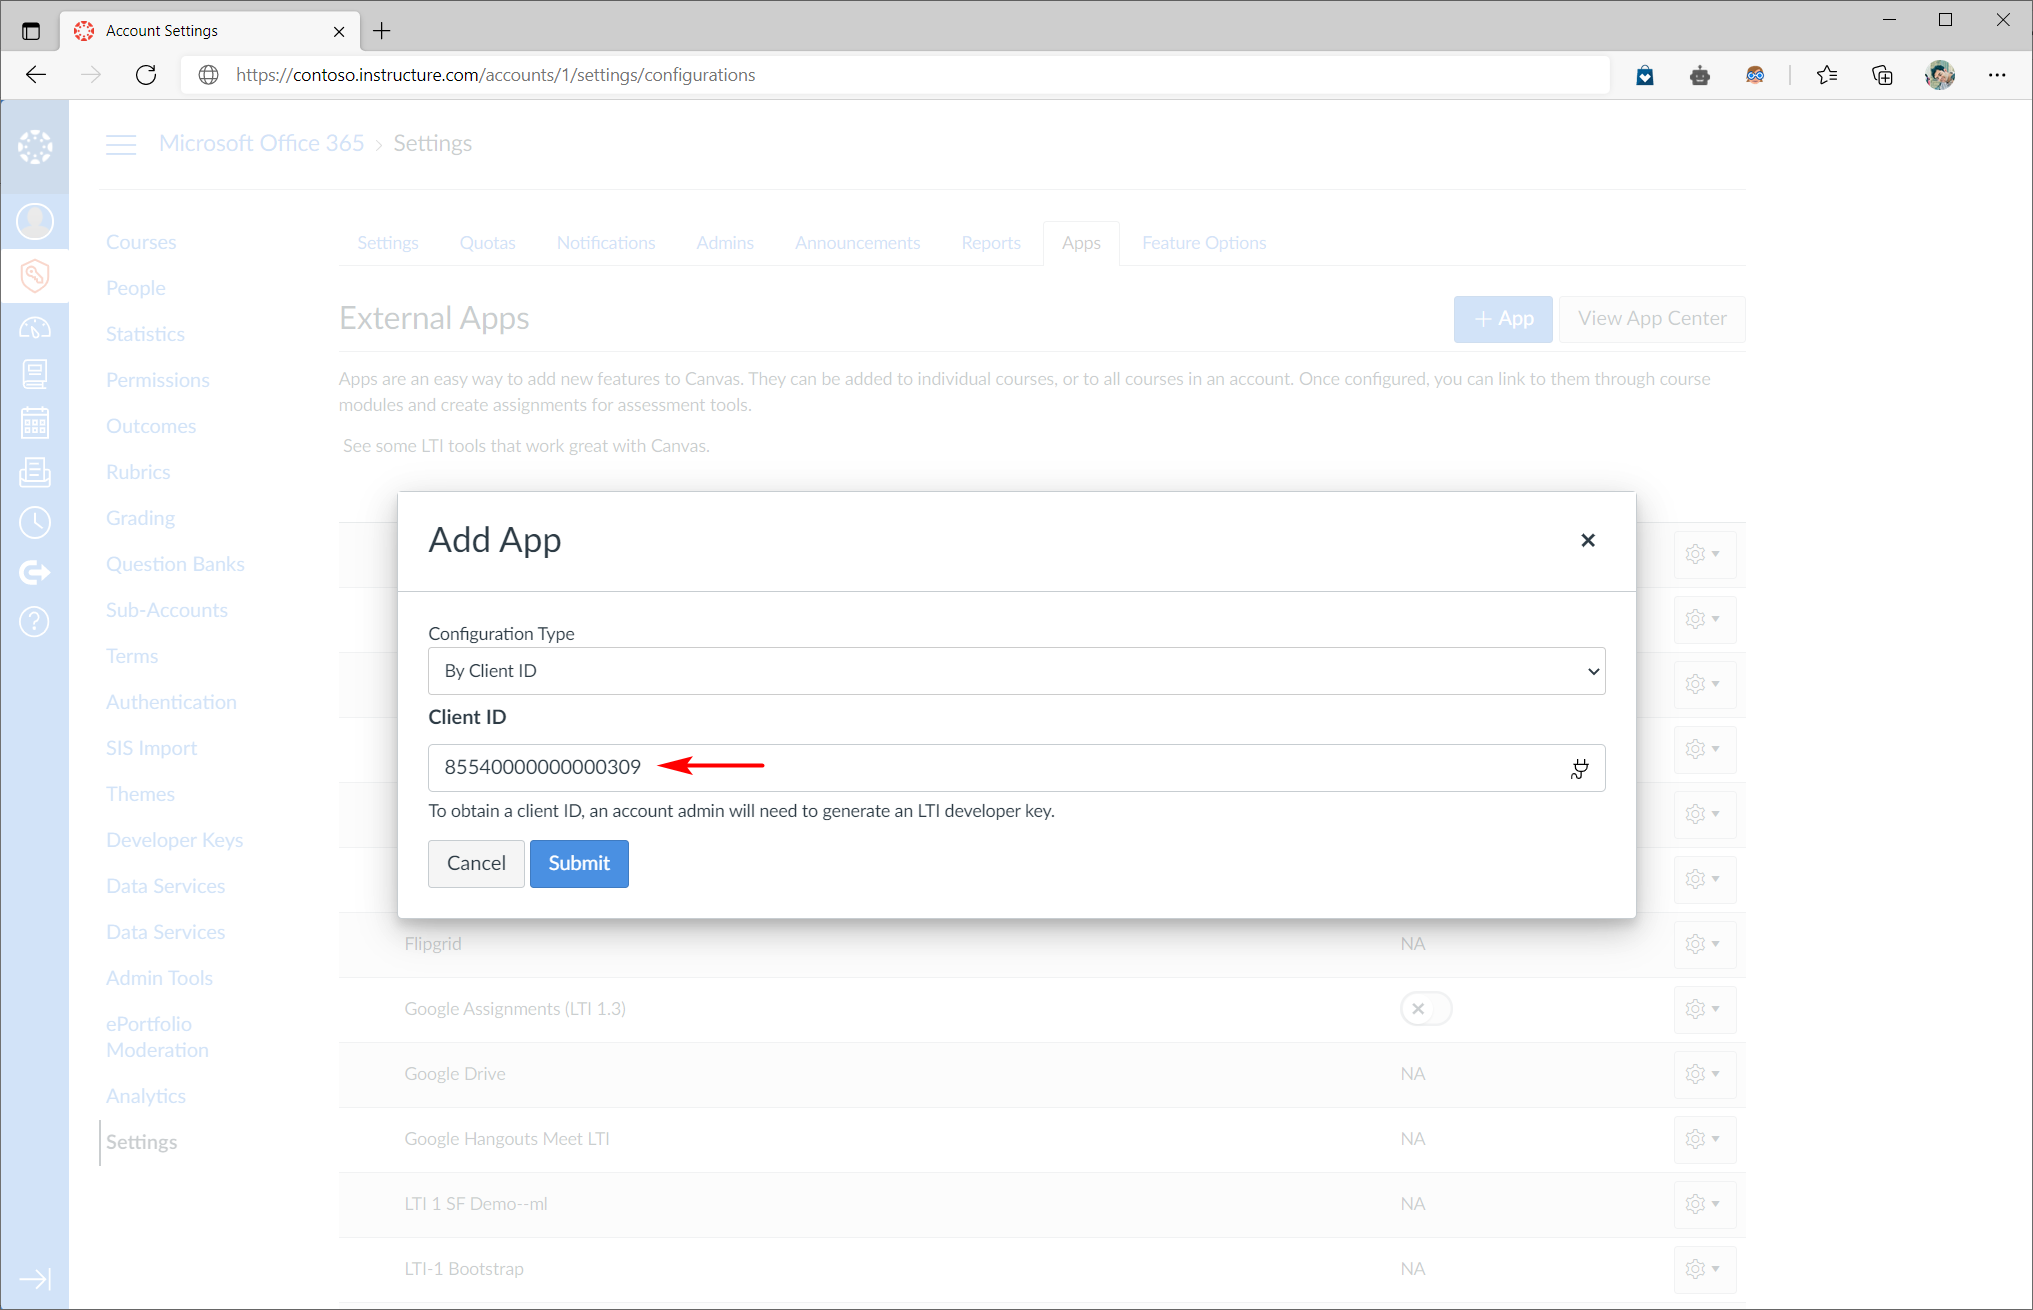 Account Settings
https://contoso.instructure.com/accounts/1/settings/configurations
Microsoft Office 365 > Settings
Courses
People
Statistics
Permissions
Outcomes
Rubrics
Grading
Question Banks
Sub-Accounts
Terms
Authentication
SIS Import
Themes
Developer Keys
Data Services
Data Services
Admin Tools
ePortfolio
Moderation
Analytics
Settings
Settings Quotas Notifications Admins Announcements Reports Apps Feature Options
External Apps
+ App
View App Center
Apps are an easy way to add new features to Canvas. They can be added to individual courses, or to all courses in an account. Once configured, you can link to them through course
modules and create assignments for assessment tools.
See some LTI tools that work great with Canvas.
Add App
Configuration Type
By Client ID
Client ID
85540000000000309
To obtain a client ID, an account admin will need to generate an LTI developer key.
Cancel Submit
Flipgrid NA
Google Assignments (LTI 1.3)
Google Drive NA
Google Hangouts Meet LTI NA
LTI 1 SF Demo--ml NA
LTI-1 Bootstrap NA